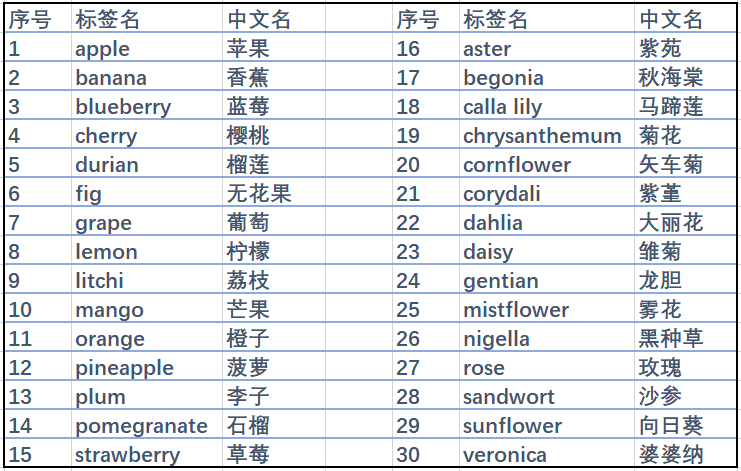 序号 标签名 中文名 序号 标签名 中文名
1 apple 苹果 16 aster 紫苑
2 banana 香蕉 17 begonia 秋海棠
3 blueberry 蓝莓 18 calla lily 马蹄莲
4 cherry 樱桃 19 chrysanthemum 菊花
5 durian 榴莲 20 cornflower 矢车菊
6 fig 无花果 21 corydali 紫堇
7 grape 葡萄 22 dahlia 大丽花
8 lemon 柠檬 23 daisy 雏菊
9 litchi 荔枝 24 gentian 龙胆
10 mango 芒果 25 mistflower 雾花
11 orange 橙子 26 nigella 黑种草
12 pineapple 菠萝 27 rose 玫瑰
13 plum 李子 28 sandwort 沙参
14 pomegranate 石榴 29 sunflower 向日葵
15 strawberry 草莓 30 veronica 婆婆纳